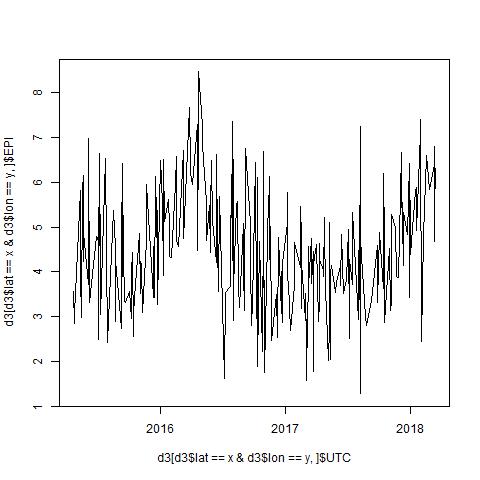 d3[d3$lat == x & d3$lon == y, ]$EPI
8
7
6
5
4
3
2
1
2016 2017 2018
d3[d3$lat == x & d3$lon == y, ]$UTC